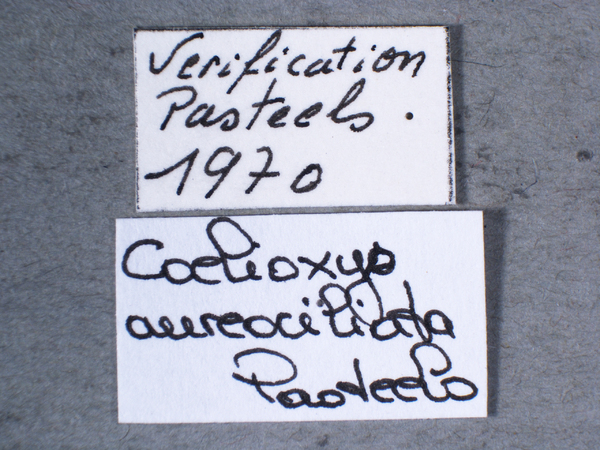 Verification
Pasteels.
1970
Coelioxys
aureociliata
Pasteels